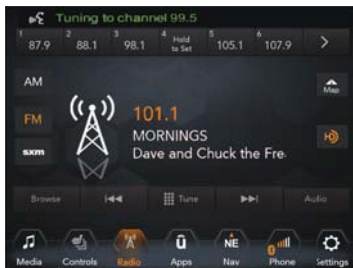 Tuning to channel 99.5
1 87.9 2 88.1 3 98.1 4 Hold to Set 5 105.1 6 107.9
AM
Map
FM
101.1
MORNINGS
sxm
Dave and Chuck the Fre
Browse Tune Audio
Media Controls Radio Apps Nav Phone Settings
NE
û